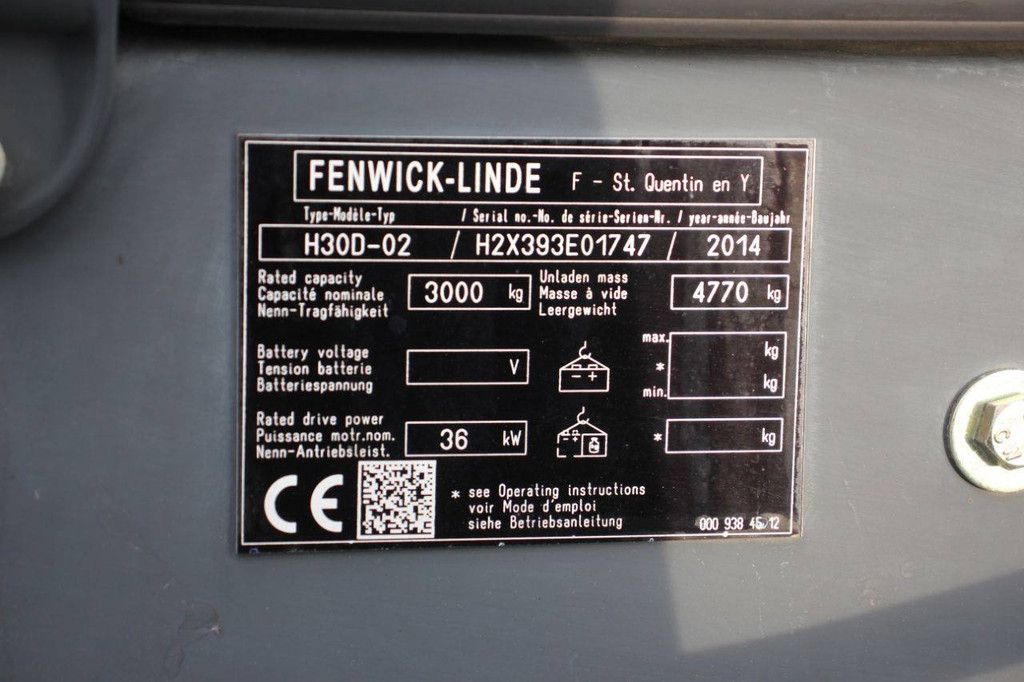 FENWICK-LINDE F - St. Quentin en Y
Type-Modèle-Typ / Serial no.-No. de série-Serien-Nr. / year-année-Baujahr
H30D-02 / H2X393E01747 / 2014
Rated capacity
Capacité nominale
Nenn-Tragfähigkeit
3000 kg
Unladen mass
Masse à vide
Leergewicht
4770 kg
Battery voltage
Tension batterie
Batteriespannung
V
max.
*
min.
kg
kg
Rated drive power
Puissance motr.nom.
Nenn-Antriebsleist.
36 kW
* kg
CE
* see Operating instructions
voir Mode d'emploi
siehe Betriebsanleitung
000 938 45 12